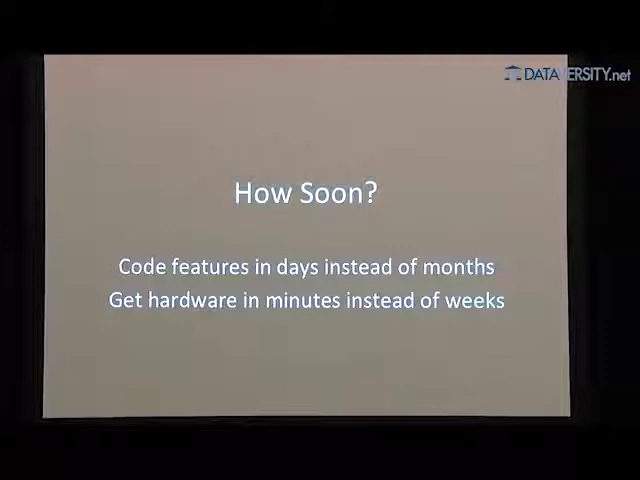 DATAVERSITY.net
How Soon?
Code features in days instead of months
Get hardware in minutes instead of weeks